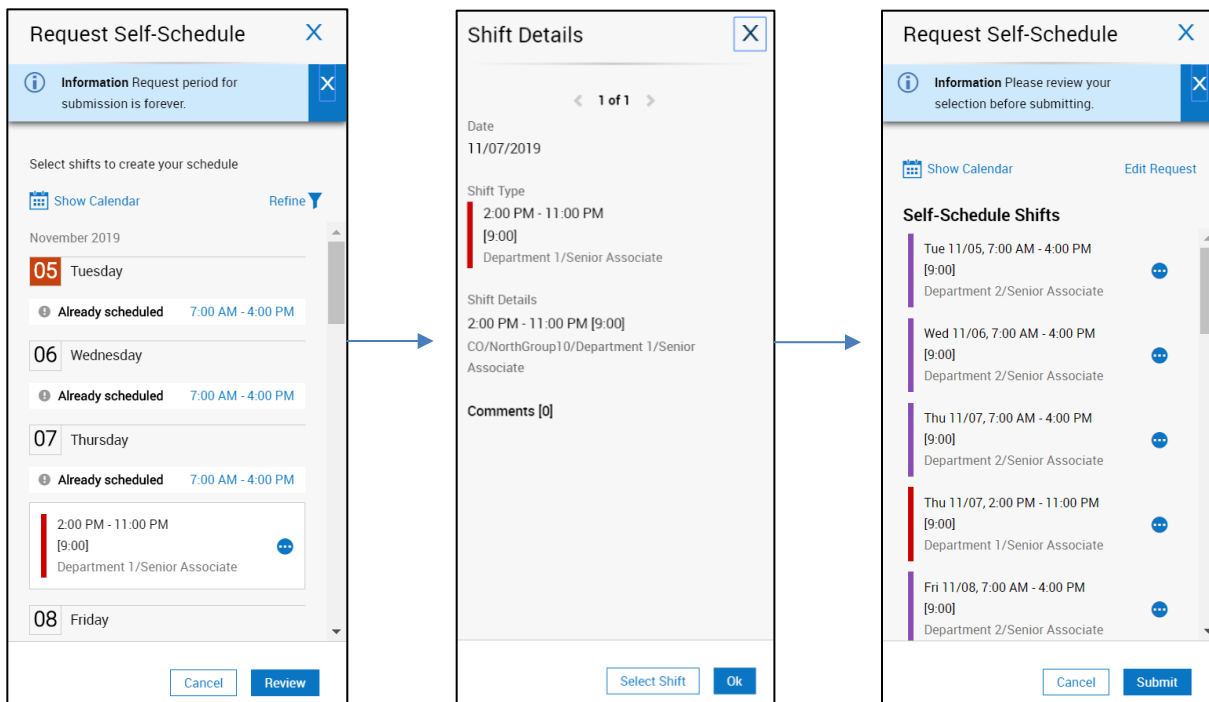 Request Self-Schedule X
Information Request period for
submission is forever.
X
Select shifts to create your schedule
Show Calendar Refine
November 2019
05 Tuesday
Already scheduled 7:00 AM - 4:00 PM
06 Wednesday
Already scheduled 7:00 AM - 4:00 PM
07 Thursday
Already scheduled 7:00 AM - 4:00 PM
2:00 PM - 11:00 PM
[9:00]
Department 1/Senior Associate
08 Friday
Cancel Review
Shift Details X
< 1 of 1 >
Date
11/07/2019
Shift Type
2:00 PM - 11:00 PM
[9:00]
Department 1/Senior Associate
Shift Details
2:00 PM - 11:00 PM [9:00]
CO/NorthGroup10/Department 1/Senior
Associate
Comments [0]
Select Shift Ok
Request Self-Schedule X
Information Please review your
selection before submitting.
X
Show Calendar Edit Request
Self-Schedule Shifts
Tue 11/05, 7:00 AM - 4:00 PM
[9:00]
Department 2/Senior Associate
Wed 11/06, 7:00 AM - 4:00 PM
[9:00]
Department 2/Senior Associate
Thu 11/07, 7:00 AM - 4:00 PM
[9:00]
Department 2/Senior Associate
Thu 11/07, 2:00 PM - 11:00 PM
[9:00]
Department 1/Senior Associate
Fri 11/08, 7:00 AM - 4:00 PM
[9:00]
Department 2/Senior Associate
Cancel Submit